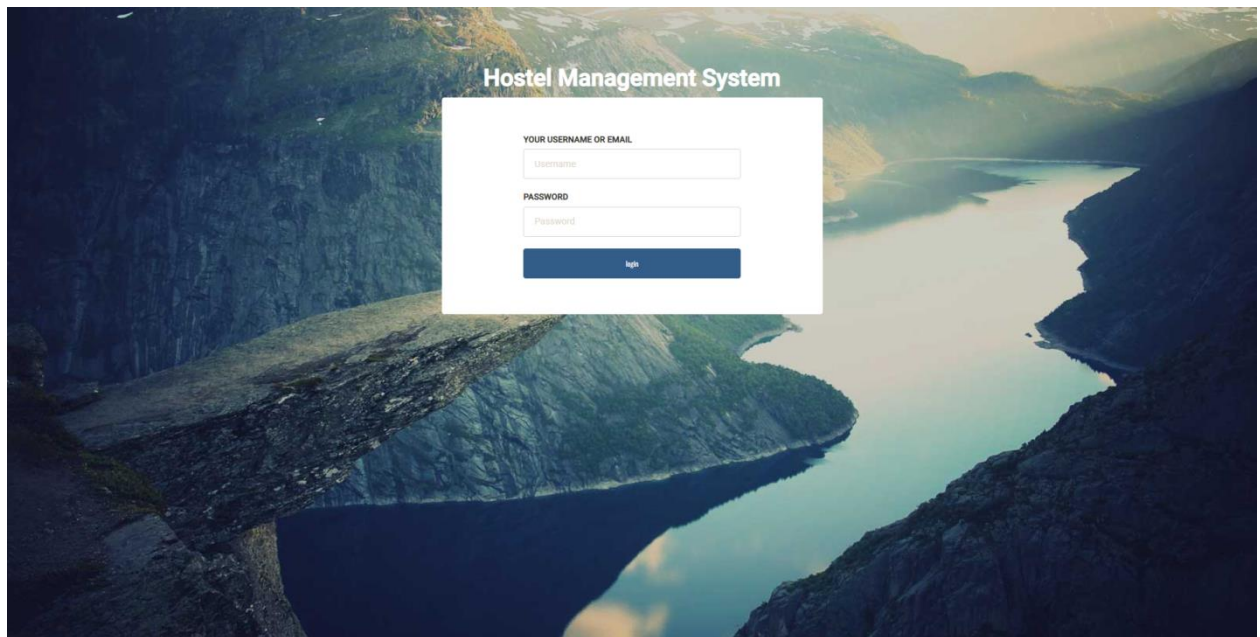 Hostel Management System
YOUR USERNAME OR EMAIL
Username
PASSWORD
Password
login